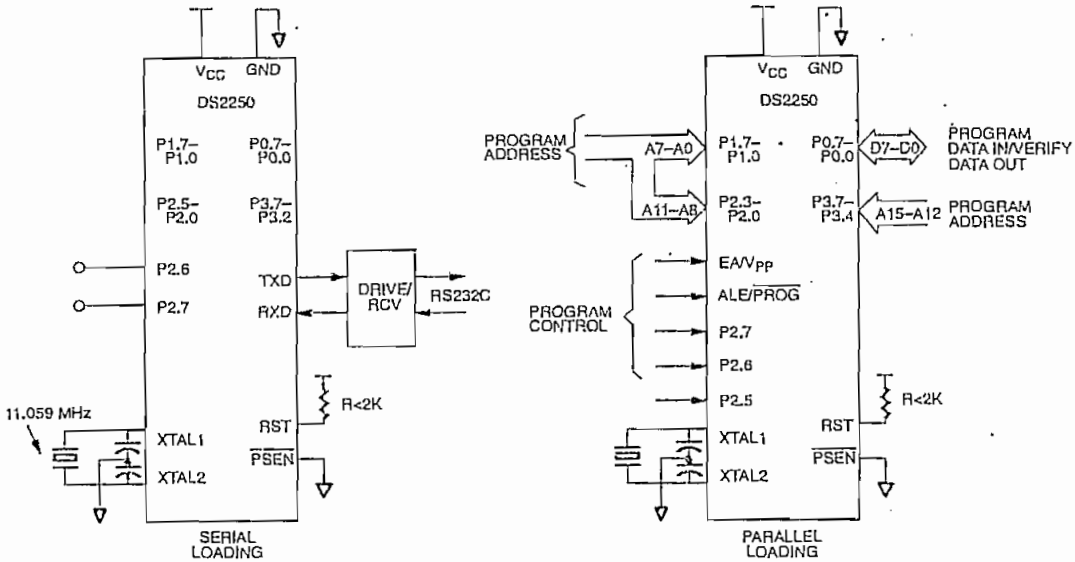 VCC GND
DS2250
P1.7–
P1.0
P0.7–
P0.0
P2.5–
P2.0
P3.7–
P3.2
P2.6
P2.7
TXD
RXD
DRIVE/
RCV
RS232C
11.059 MHz
R<2K
RST
XTAL1
PSEN
XTAL2
SERIAL
LOADING
VCC GND
DS2250
PROGRAM
ADDRESS
A7–A0
P1.7–
P1.0
P0.7–
P0.0
D7–D0
PROGRAM
DATA IN/VERIFY
DATA OUT
A11–A8
P2.3–
P2.0
P3.7–
P3.4
A15–A12
PROGRAM
ADDRESS
PROGRAM
CONTROL
EA/VPP
ALE/PROG
P2.7
P2.6
P2.5
R<2K
RST
XTAL1
PSEN
XTAL2
PARALLEL
LOADING